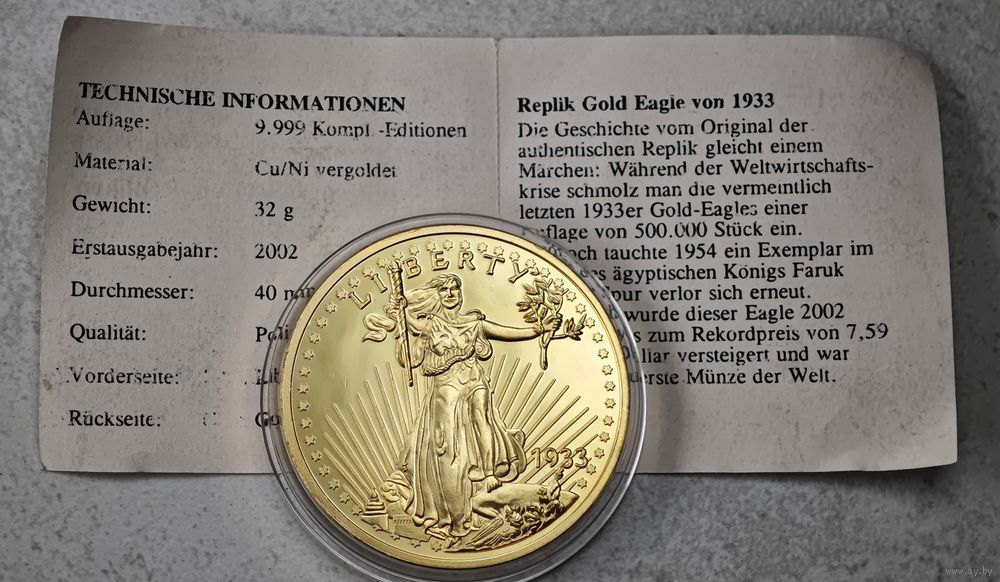 TECHNISCHE INFORMATIONEN
Auflage: 9.999 Kompl.-Editionen
Material: Cu/Ni vergoldet
Gewicht: 32 g
Erstausgabejahr: 2002
Durchmesser: 40
Qualität:
Vorderseite:
Rückseite:
Replik Gold Eagle von 1933
Die Geschichte vom Original der
authentischen Replik gleicht einem
Märchen: Während der Weltwirtschafts-
krise schmolz man die vermeintlich
letzten 1933er Gold-Eagles einer
von 500.000 Stück ein.
tauchte 1954 ein Exemplar im
ägyptischen Königs Faruk
verlor sich erneut.
wurde dieser Eagle 2002
zum Rekordpreis von 7,59
versteigert und war
Münze der Welt.
LIBERTY
1933
www.ay.by